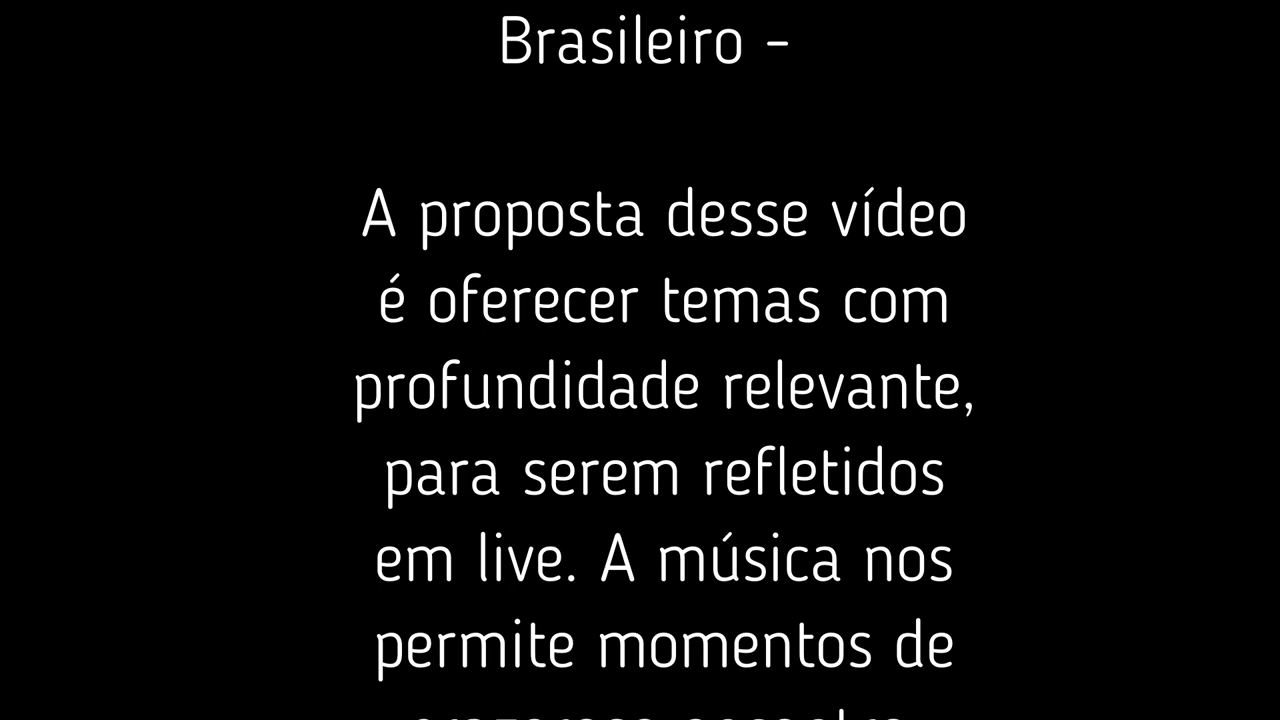 Brasileiro -
A proposta desse vídeo
é oferecer temas com
profundidade relevante,
para serem refletidos
em live. A música nos
permite momentos de